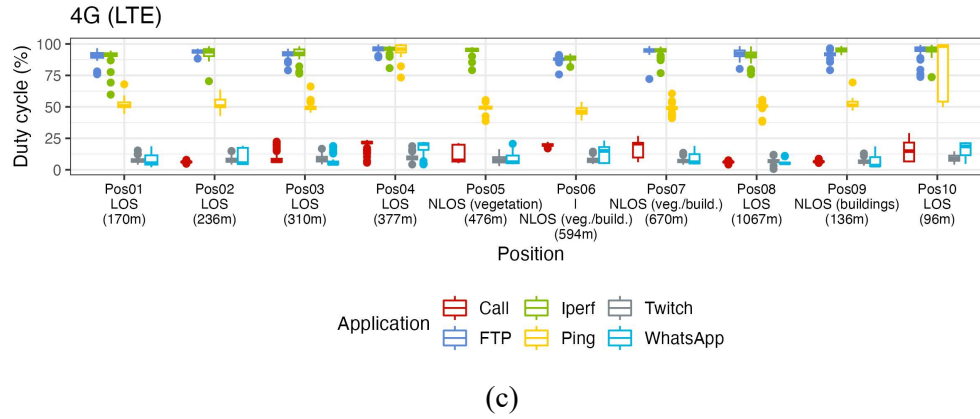 4G (LTE)
Duty cycle (%)
100
75
50
25
0
Pos01 Pos02 Pos03 Pos04 Pos05 Pos06 Pos07 Pos08 Pos09 Pos10
LOS LOS LOS LOS NLOS (vegetation) I NLOS (veg./build.) LOS NLOS (buildings) LOS
(170m) (236m) (310m) (377m) (476m) NLOS (veg./build.) (670m) (1067m) (136m) (96m)
(594m)
Position
Application
Call Iperf Twitch
FTP Ping WhatsApp
(c)